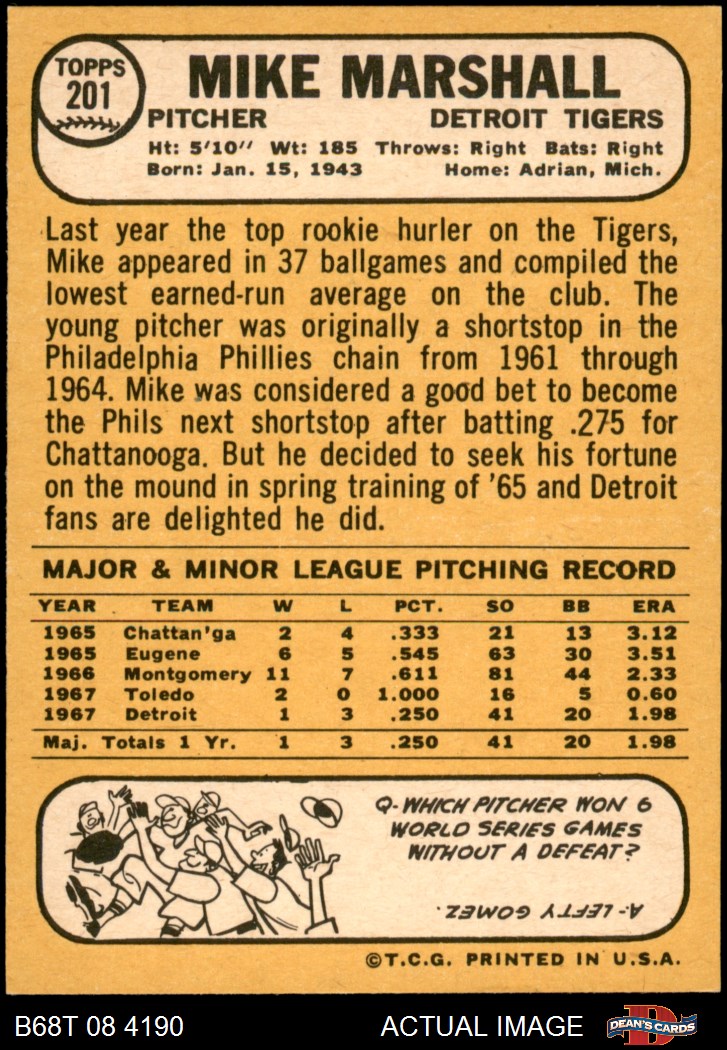 TOPPS
201
MIKE MARSHALL
PITCHER DETROIT TIGERS
Ht: 5'10" Wt: 185 Throws: Right Bats: Right
Born: Jan. 15, 1943 Home: Adrian, Mich.
Last year the top rookie hurler on the Tigers,
Mike appeared in 37 ballgames and compiled the
lowest earned-run average on the club. The
young pitcher was originally a shortstop in the
Philadelphia Phillies chain from 1961 through
1964. Mike was considered a good bet to become
the Phils next shortstop after batting .275 for
Chattanooga. But he decided to seek his fortune
on the mound in spring training of '65 and Detroit
fans are delighted he did.
MAJOR & MINOR LEAGUE PITCHING RECORD
YEAR TEAM W L PCT. SO BB ERA
1965 Chattan'ga 2 4 .333 21 13 3.12
1965 Eugene 6 5 .545 63 30 3.51
1966 Montgomery 11 7 .611 81 44 2.33
1967 Toledo 2 0 1.000 16 5 0.60
1967 Detroit 1 3 .250 41 20 1.98
Maj. Totals 1 Yr. 1 3 .250 41 20 1.98
Q-WHICH PITCHER WON 6
WORLD SERIES GAMES
WITHOUT A DEFEAT?
A- LEFTY GOMEZ.
©T.C.G. PRINTED IN U.S.A.
B68T 08 4190 ACTUAL IMAGE DEAN'S CARDS